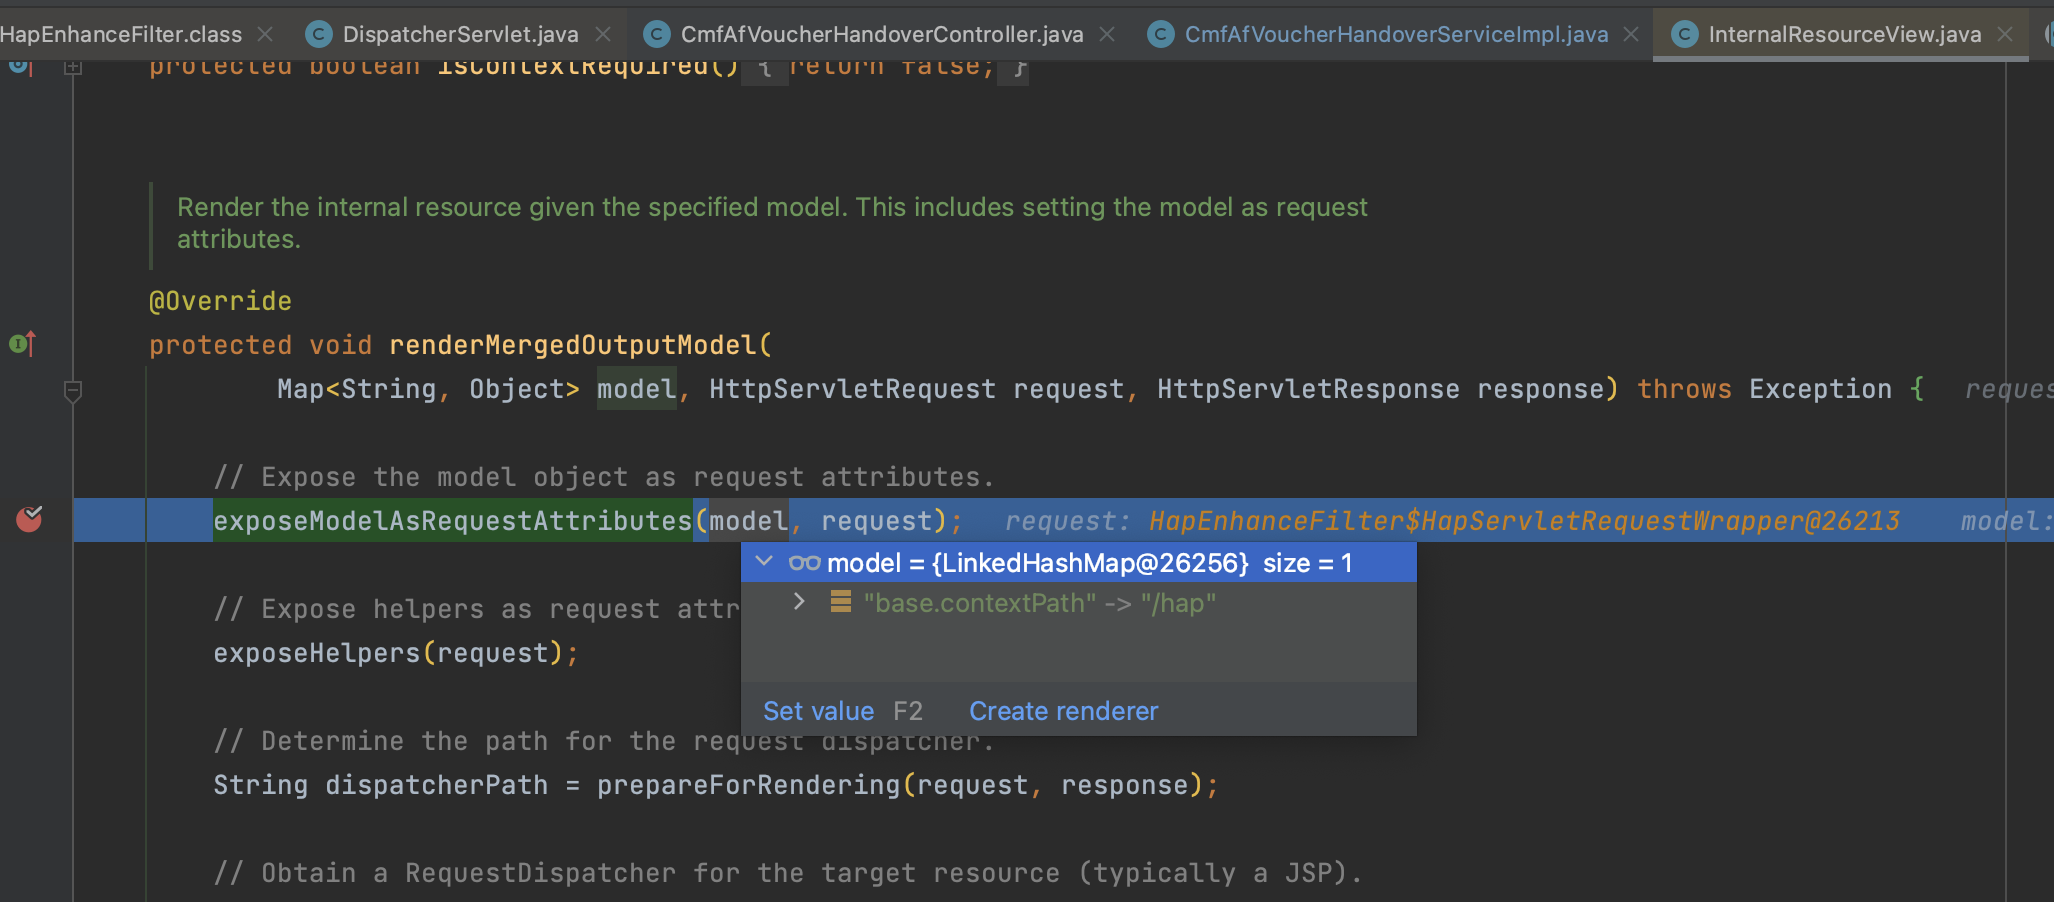 HapEnhanceFilter.class DispatcherServlet.java CmfAfVoucherHandoverController.java CmfAfVoucherHandoverServiceImpl.java InternalResourceView.java
protected boolean isContextRequired() { return false; }
Render the internal resource given the specified model. This includes setting the model as request
attributes.
@Override
protected void renderMergedOutputModel(
Map<String, Object> model, HttpServletRequest request, HttpServletResponse response) throws Exception { reques
// Expose the model object as request attributes.
exposeModelAsRequestAttributes(model, request); request: HapEnhanceFilter$HapServletRequestWrapper@26213 model:
model = {LinkedHashMap@26256} size = 1
"base.contextPath" -> "/hap"
// Expose helpers as request attr
exposeHelpers(request);
Set value F2 Create renderer
// Determine the path for the request dispatcher.
String dispatcherPath = prepareForRendering(request, response);
// Obtain a RequestDispatcher for the target resource (typically a JSP).